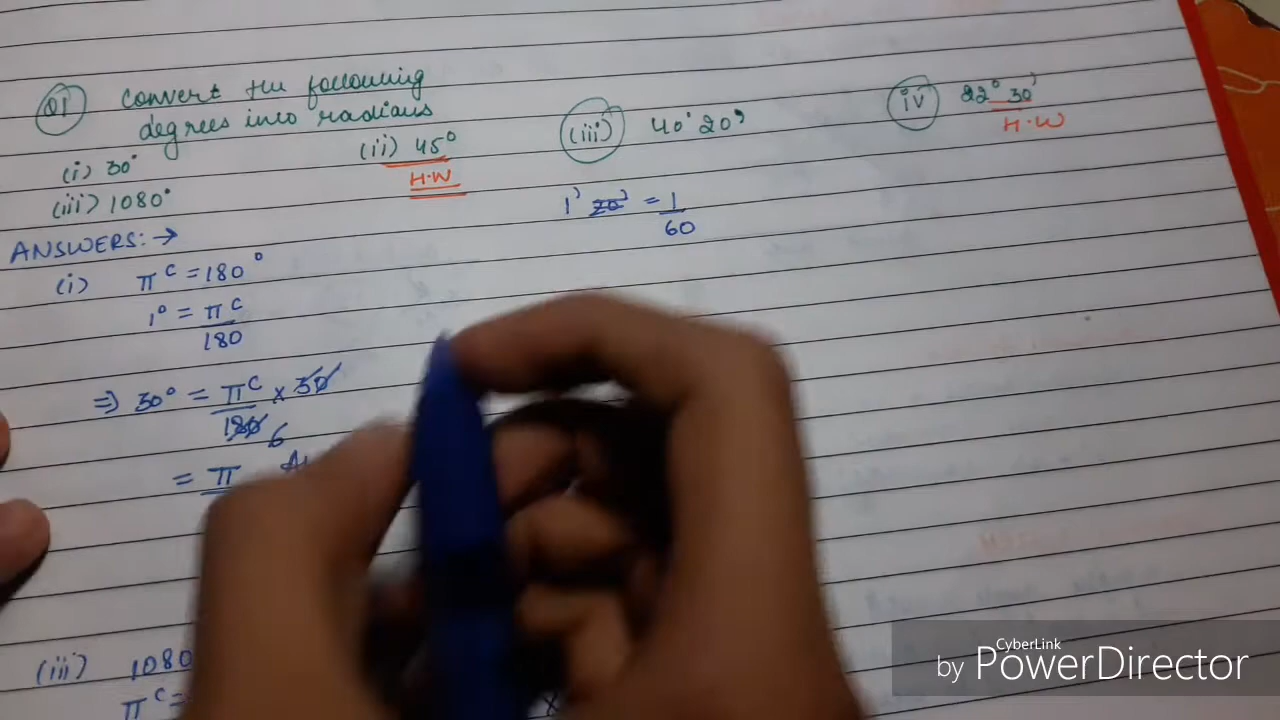 Q1 Convert the following
degrees into radians
(i) 30°
(ii) 45°
H.W
(iii) 1080°
ANSWERS: →
(i) π^c = 180°
1° = π^c
180
⇒ 30° = π^c × 30
180 6
= π
(iii) 1080
π^c =
(iii) 40° 20'
1' 20' = 1
60
iv 22° 30'
H.W
CyberLink
by PowerDirector